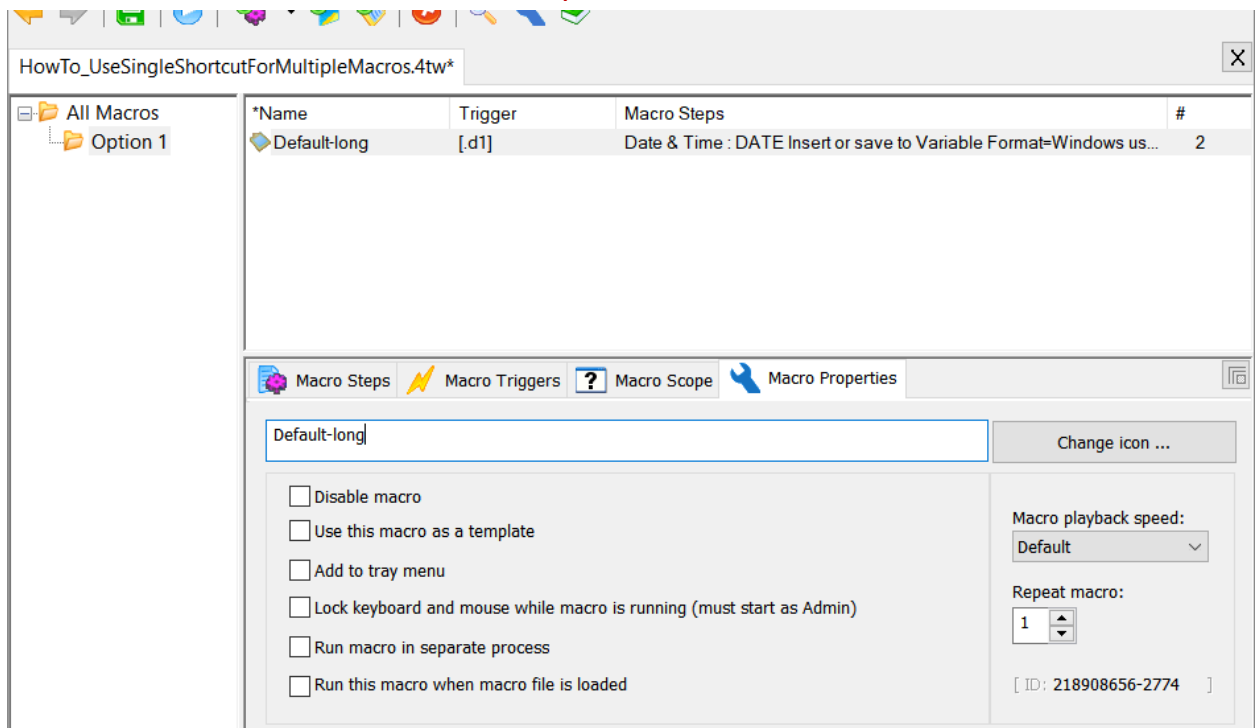 HowTo_UseSingleShortcutForMultipleMacros.4tw*
X
All Macros
Option 1
*Name Trigger Macro Steps #
Default-long [.d1] Date & Time : DATE Insert or save to Variable Format=Windows us... 2
Macro Steps Macro Triggers ? Macro Scope Macro Properties
Default-long
Change icon ...
Disable macro
Use this macro as a template
Add to tray menu
Lock keyboard and mouse while macro is running (must start as Admin)
Run macro in separate process
Run this macro when macro file is loaded
Macro playback speed:
Default
Repeat macro:
1
[ ID: 218908656-2774 ]